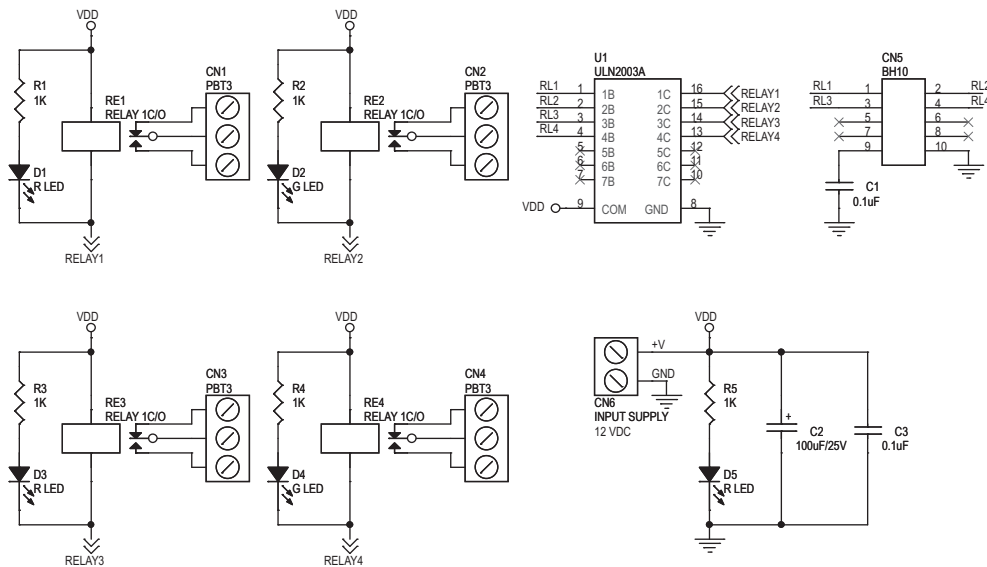 VDD
R1
1K
RE1
RELAY 1C/O
CN1
PBT3
D1
R LED
RELAY1
VDD
R2
1K
RE2
RELAY 1C/O
CN2
PBT3
D2
G LED
RELAY2
U1
ULN2003A
RL1 1 1B 1C 16 RELAY1
RL2 2 2B 2C 15 RELAY2
RL3 3 3B 3C 14 RELAY3
RL4 4 4B 4C 13 RELAY4
5 5B 5C 12
6 6B 6C 11
7 7B 7C 10
VDD 9 COM GND 8
CN5
BH10
RL1 1 2 RL2
RL3 3 4 RL4
5 6
7 8
9 10
C1
0.1uF
VDD
R3
1K
RE3
RELAY 1C/O
CN3
PBT3
D3
R LED
RELAY3
VDD
R4
1K
RE4
RELAY 1C/O
CN4
PBT3
D4
G LED
RELAY4
VDD
+V
GND
CN6
INPUT SUPPLY
12 VDC
R5
1K
D5
R LED
+
C2
100uF/25V
C3
0.1uF